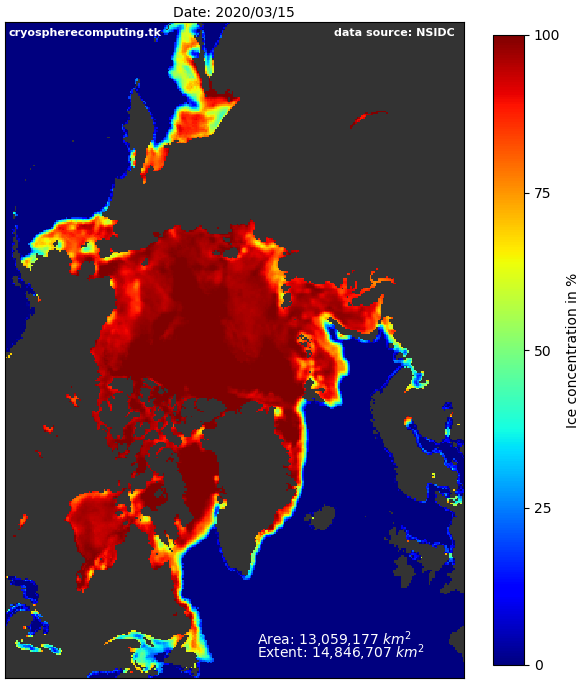 Date: 2020/03/15
cryospherecomputing.tk
data source: NSIDC
100
75
50
25
0
Ice concentration in %
Area: 13,059,177 km²
Extent: 14,846,707 km²